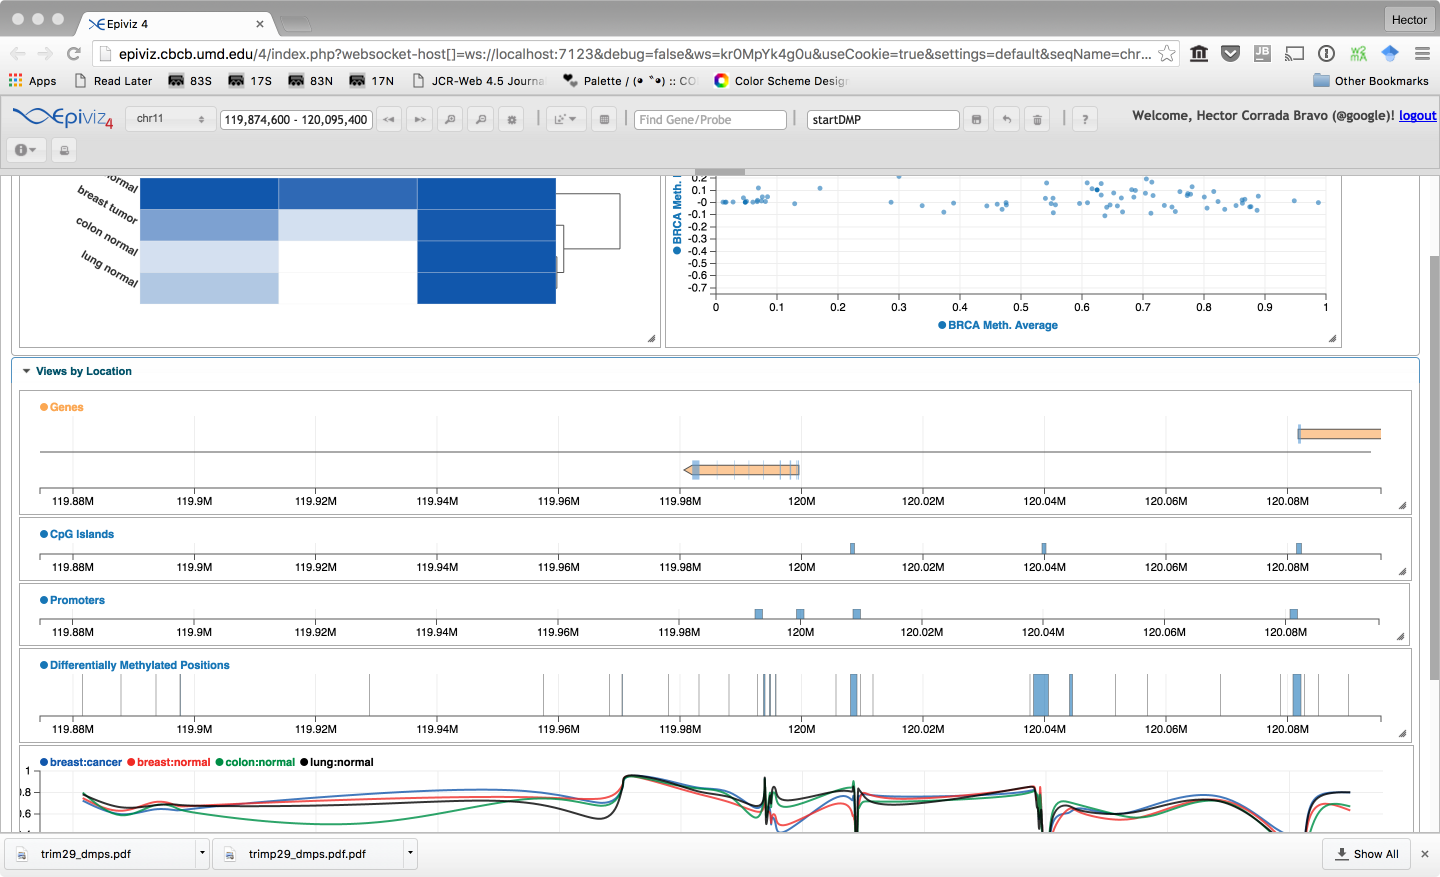 Epiviz 4
Hector
epiviz.cbcb.umd.edu/4/index.php?websocket-host[]=ws://localhost:7123&debug=false&ws=kr0MpYk4g0u&useCookie=true&settings=default&seqName=chr...
Apps Read Later 83S 17S 83N 17N JCR-Web 4.5 Journa Palette / (• ᵕ•) :: CO Color Scheme Desig Other Bookmarks
Epiviz4 chr11 119,874,600 - 120,095,400 Find Gene/Probe startDMP ? Welcome, Hector Corrada Bravo (@google)! logout
ormal
breast tumor
colon normal
lung normal
BRCA Meth.
0.2
0.1
-0
-0.1
-0.2
-0.3
-0.4
-0.5
-0.6
-0.7
0 0.1 0.2 0.3 0.4 0.5 0.6 0.7 0.8 0.9 1
BRCA Meth. Average
Views by Location
Genes
119.88M 119.9M 119.92M 119.94M 119.96M 119.98M 120M 120.02M 120.04M 120.06M 120.08M
CpG Islands
119.88M 119.9M 119.92M 119.94M 119.96M 119.98M 120M 120.02M 120.04M 120.06M 120.08M
Promoters
119.88M 119.9M 119.92M 119.94M 119.96M 119.98M 120M 120.02M 120.04M 120.06M 120.08M
Differentially Methylated Positions
119.88M 119.9M 119.92M 119.94M 119.96M 119.98M 120M 120.02M 120.04M 120.06M 120.08M
breast:cancer breast:normal colon:normal lung:normal
1
0.8
0.6
trim29_dmps.pdf trimp29_dmps.pdf.pdf Show All